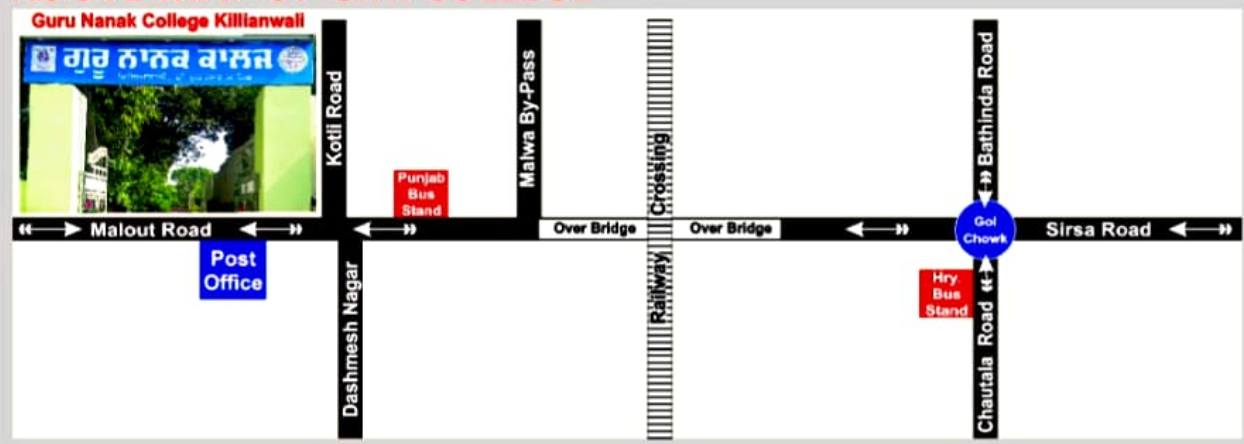 Guru Nanak College Killianwali
ਗੁਰੂ ਨਾਨਕ ਕਾਲਜ
Kotli Road
Malwa By-Pass
Crossing
Bathinda Road
Punjab
Bus
Stand
Malout Road
Over Bridge
Over Bridge
Gol
Chowk
Sirsa Road
Post
Office
Dashmesh Nagar
Railway
Hry.
Bus
Stand
Chautala Road